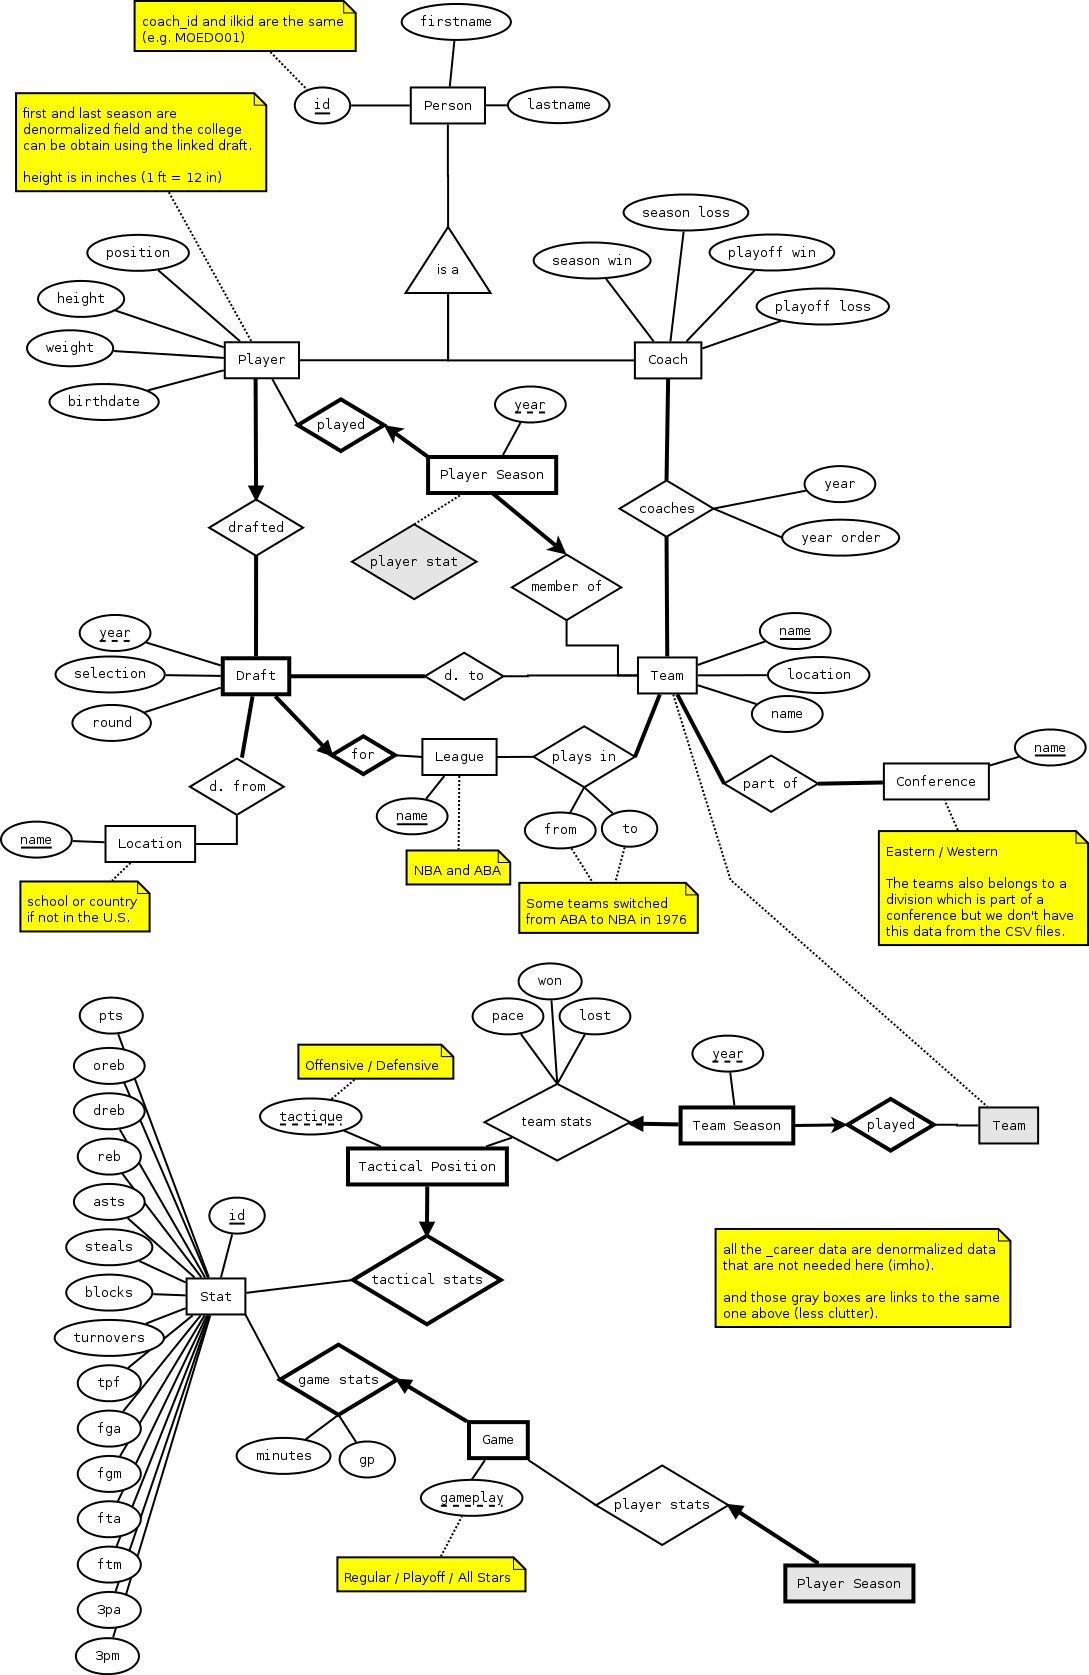 coach_id and ilkid are the same
(e.g. MOEDO01)
firstname
id
Person
lastname
first and last season are
denormalized field and the college
can be obtain using the linked draft.
height is in inches (1 ft = 12 in)
season loss
position
season win
playoff win
is a
height
playoff loss
weight
Player
Coach
birthdate
year
played
Player Season
year
coaches
drafted
year order
player stat
member of
year
name
selection
Draft
d. to
Team
location
round
name
for
League
plays in
name
d. from
part of
Conference
name
from
to
name
Location
NBA and ABA
Eastern / Western
The teams also belongs to a
division which is part of a
conference but we don't have
this data from the CSV files.
school or country
if not in the U.S.
Some teams switched
from ABA to NBA in 1976
won
pts
pace
lost
oreb
Offensive / Defensive
year
dreb
tactique
team stats
Team Season
played
Team
reb
Tactical Position
asts
id
steals
all the _career data are denormalized data
that are not needed here (imho).
and those gray boxes are links to the same
one above (less clutter).
tactical stats
blocks
Stat
turnovers
tpf
game stats
fga
Game
minutes
gp
fgm
gameplay
player stats
fta
ftm
Regular / Playoff / All Stars
Player Season
3pa
3pm